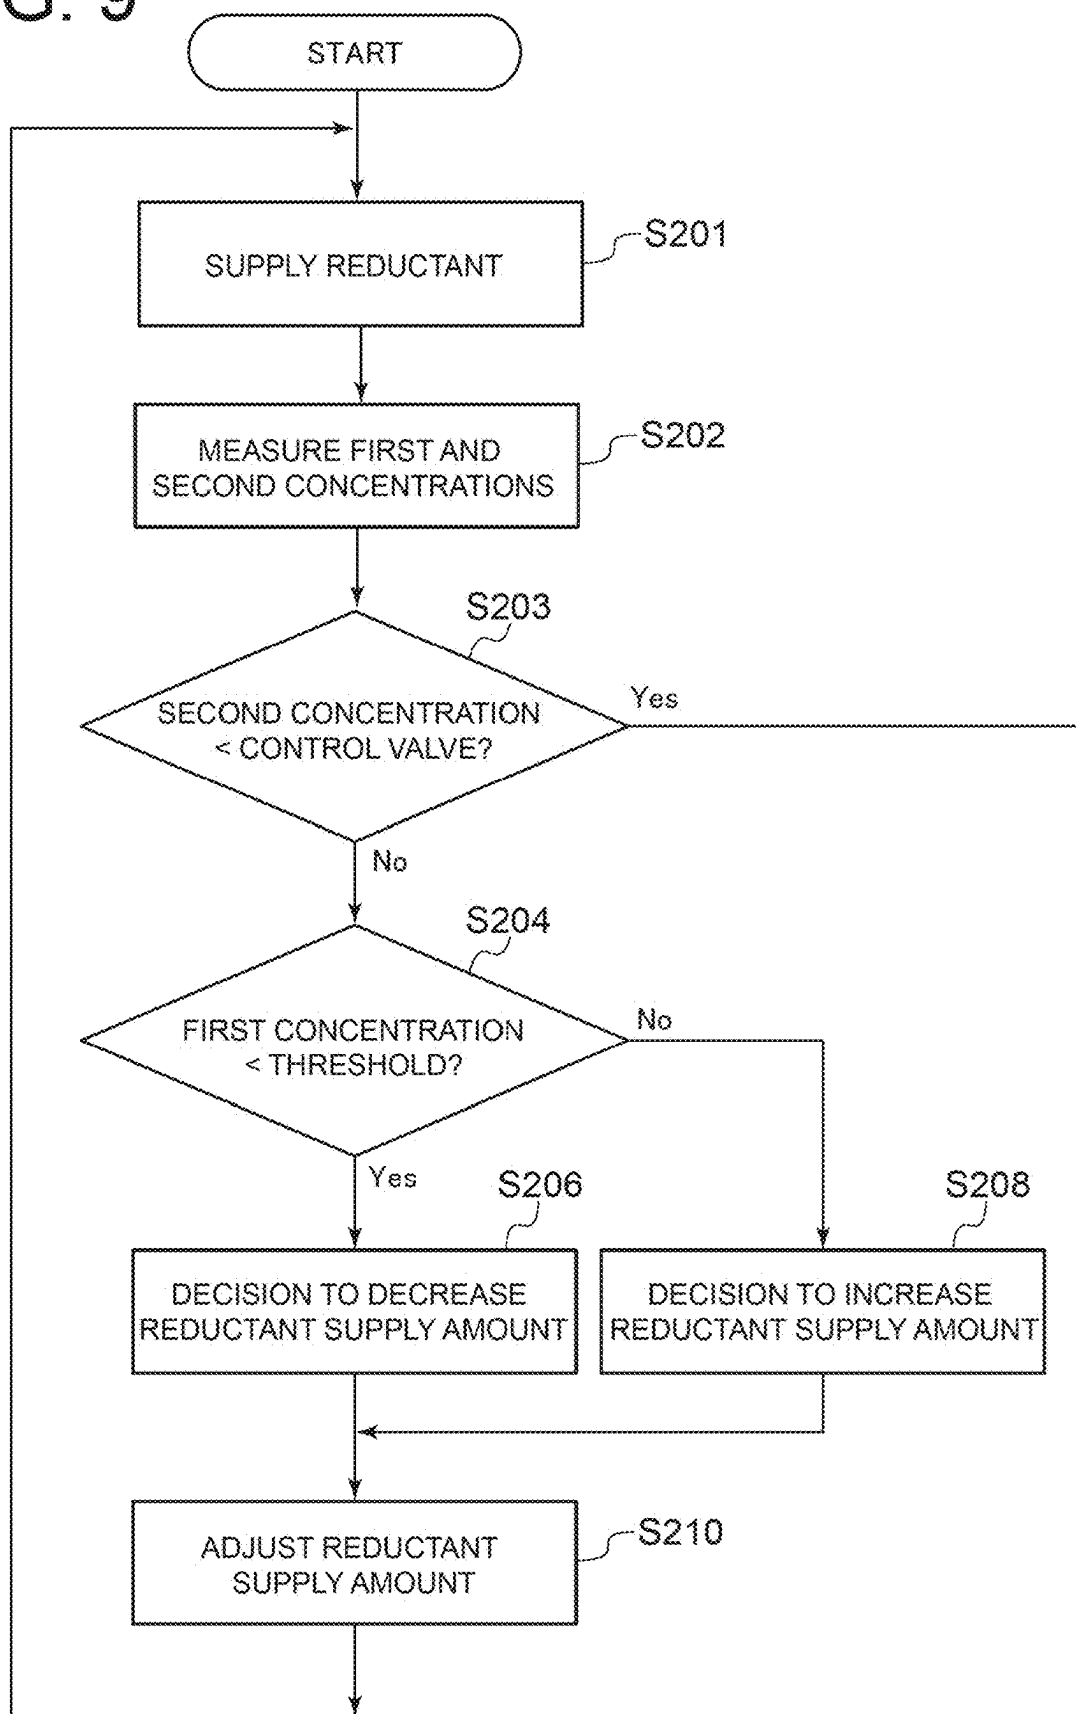 START
SUPPLY REDUCTANT
S201
MEASURE FIRST AND
SECOND CONCENTRATIONS
S202
S203
SECOND CONCENTRATION
< CONTROL VALVE?
Yes
No
S204
FIRST CONCENTRATION
< THRESHOLD?
No
Yes
S206
DECISION TO DECREASE
REDUCTANT SUPPLY AMOUNT
S208
DECISION TO INCREASE
REDUCTANT SUPPLY AMOUNT
ADJUST REDUCTANT
SUPPLY AMOUNT
S210